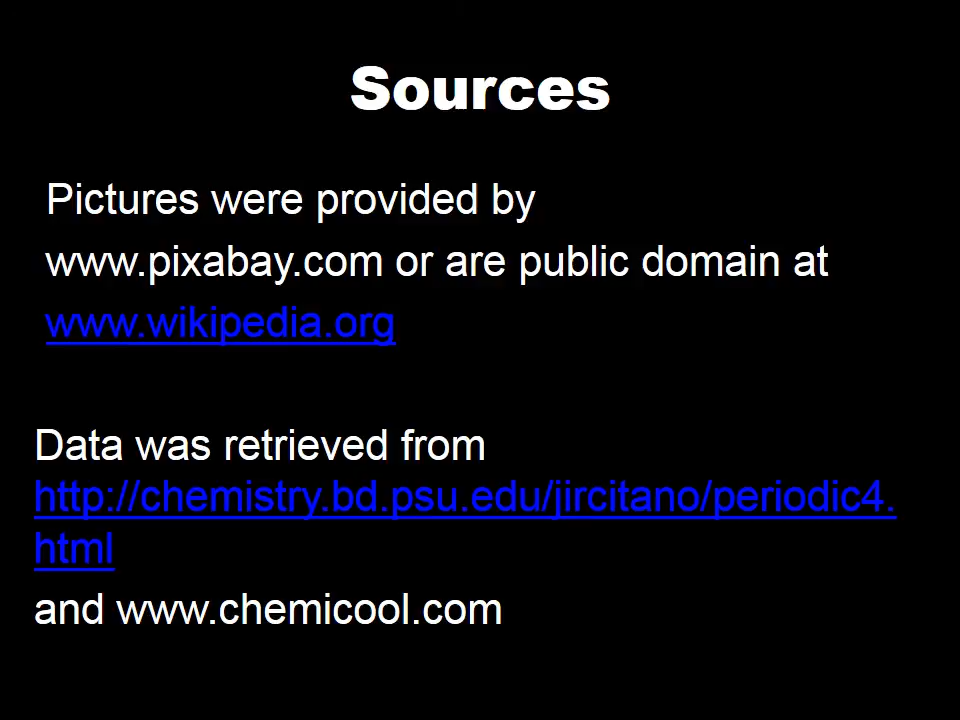 Sources
Pictures were provided by
www.pixabay.com or are public domain at
www.wikipedia.org
Data was retrieved from
http://chemistry.bd.psu.edu/jircitano/periodic4.
html
and www.chemicool.com